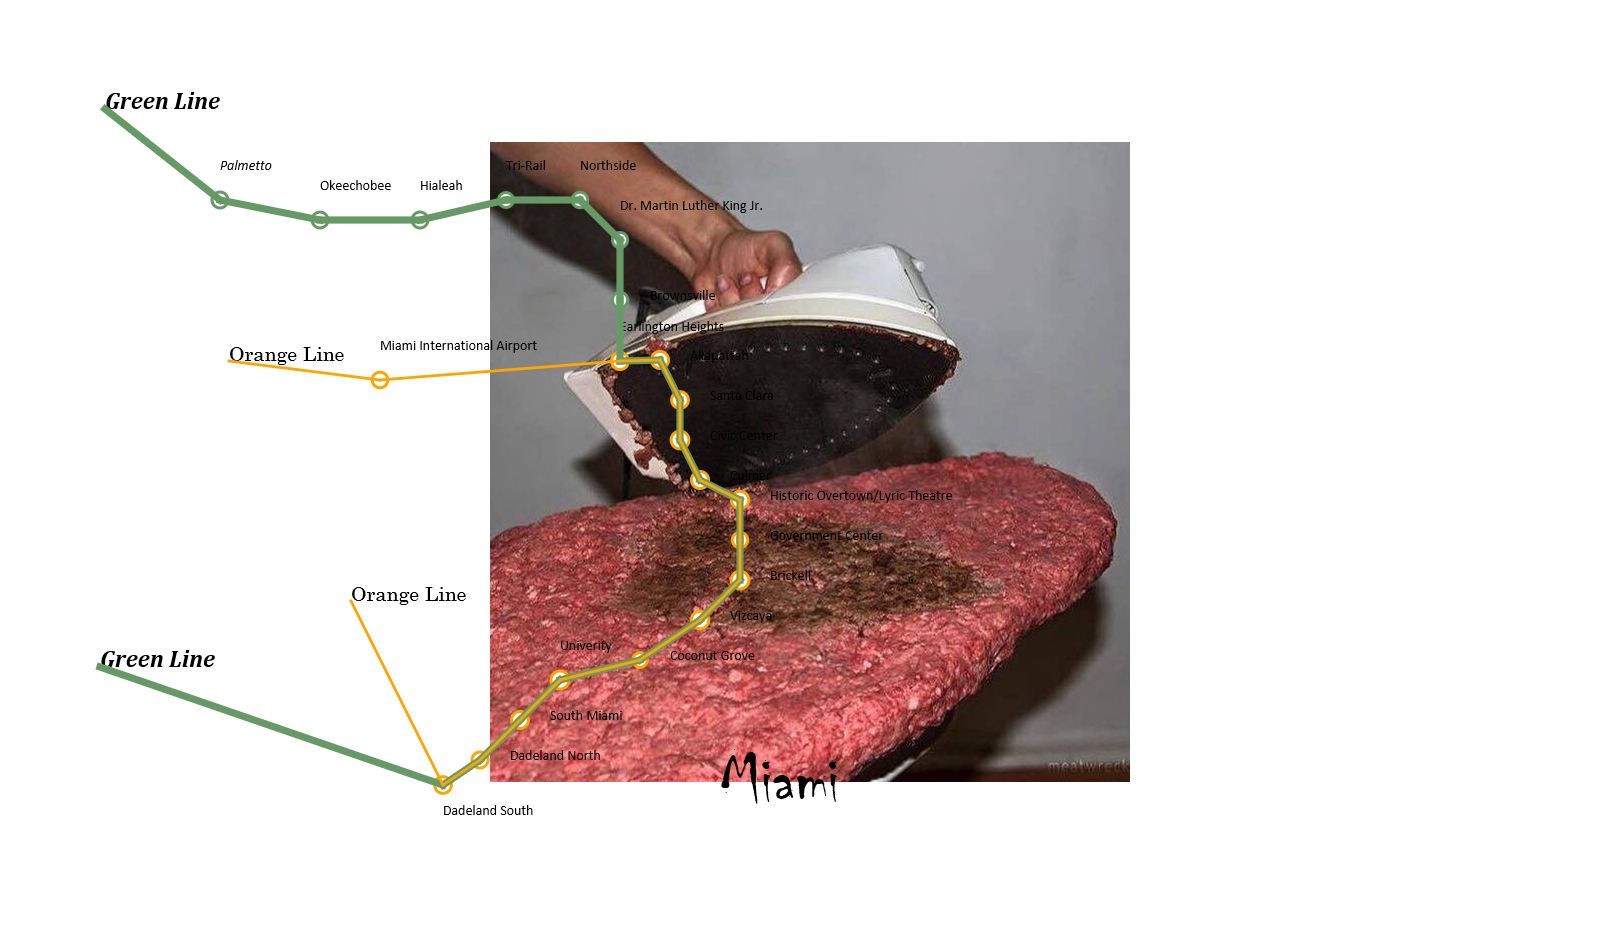 Green Line
Palmetto
Okeechobee
Hialeah
Tri-Rail
Northside
Dr. Martin Luther King Jr.
Brownsville
Earlington Heights
Orange Line
Miami International Airport
Allapattah
Santa Clara
Civic Center
Culmer
Historic Overtown/Lyric Theatre
Government Center
Brickell
Orange Line
Vizcaya
Univerity
Coconut Grove
Green Line
South Miami
Dadeland North
Miami
meatwreck
Dadeland South